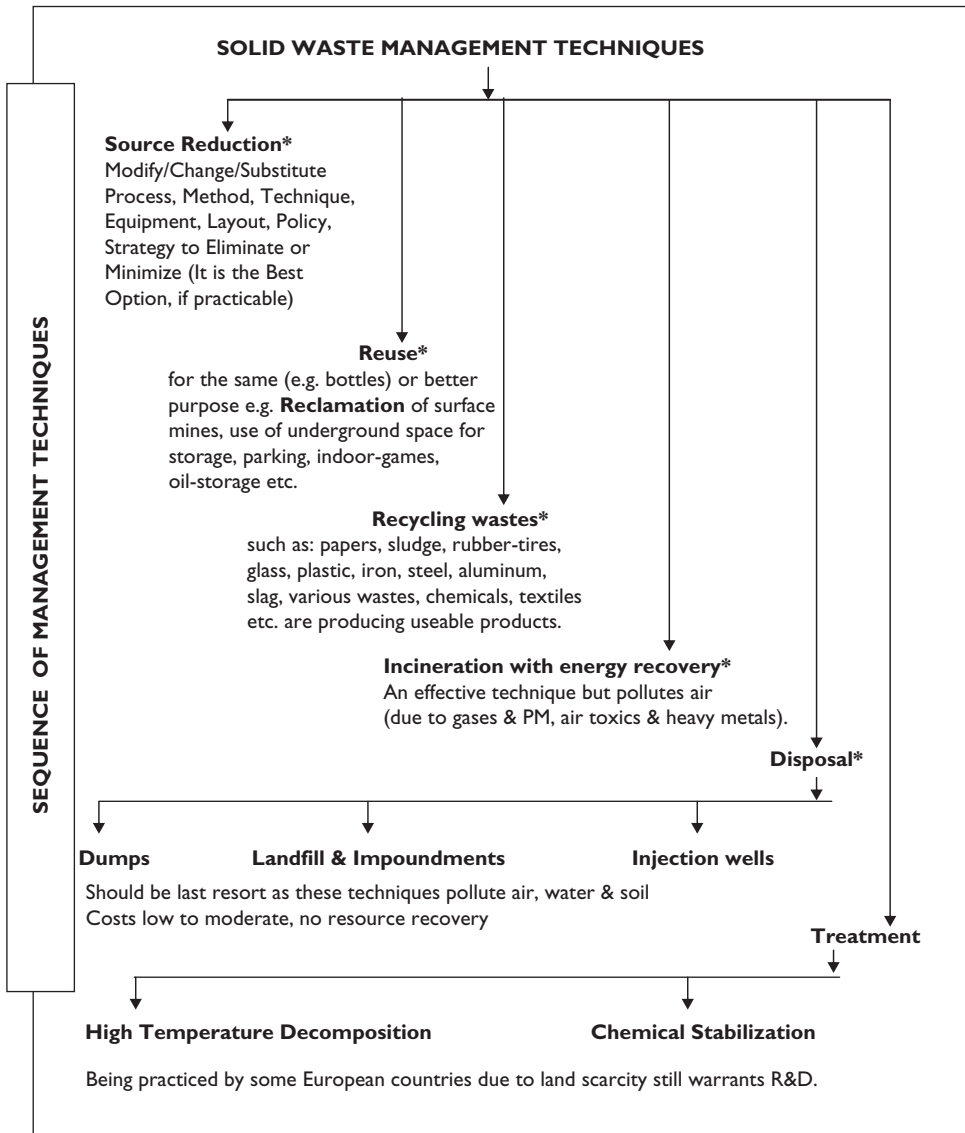 SOLID WASTE MANAGEMENT TECHNIQUES
SEQUENCE OF MANAGEMENT TECHNIQUES
Source Reduction*
Modify/Change/Substitute
Process, Method, Technique,
Equipment, Layout, Policy,
Strategy to Eliminate or
Minimize (It is the Best
Option, if practicable)
Reuse*
for the same (e.g. bottles) or better
purpose e.g. Reclamation of surface
mines, use of underground space for
storage, parking, indoor-games,
oil-storage etc.
Recycling wastes*
such as: papers, sludge, rubber-tires,
glass, plastic, iron, steel, aluminum,
slag, various wastes, chemicals, textiles
etc. are producing useable products.
Incineration with energy recovery*
An effective technique but pollutes air
(due to gases & PM, air toxics & heavy metals).
Disposal*
Dumps Landfill & Impoundments Injection wells
Should be last resort as these techniques pollute air, water & soil
Costs low to moderate, no resource recovery
Treatment
High Temperature Decomposition Chemical Stabilization
Being practiced by some European countries due to land scarcity still warrants R&D.